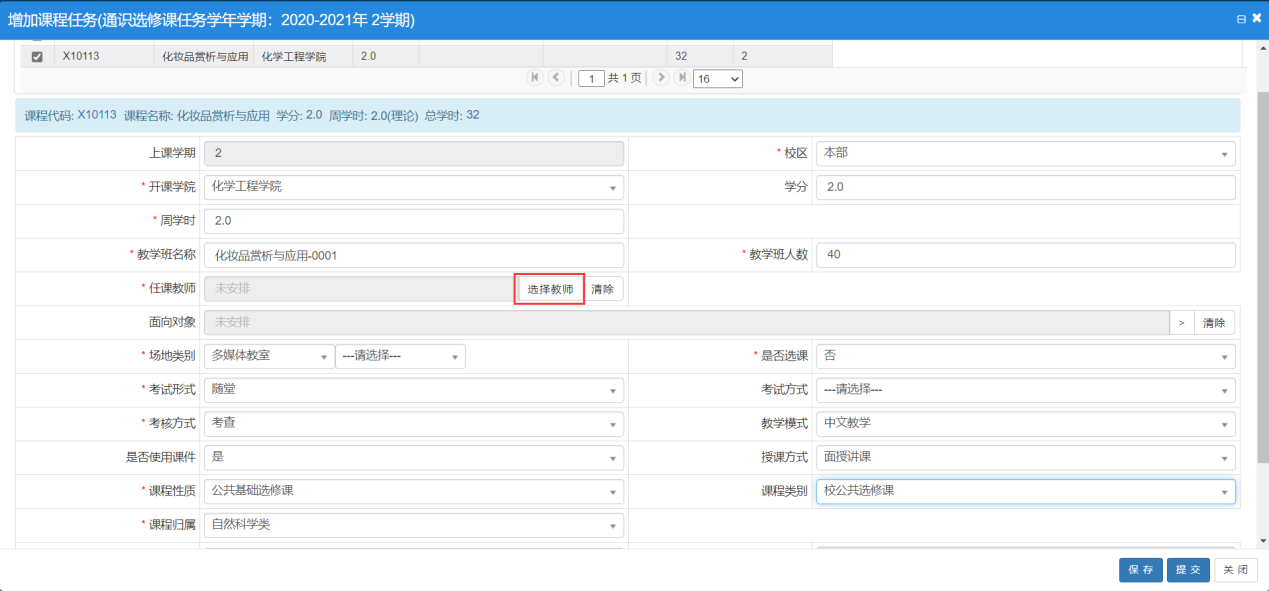 增加课程任务(通识选修课任务学年学期：2020-2021年 2学期)
X10113 化妆品赏析与应用 化学工程学院 2.0 32 2
1 共 1 页 16
课程代码: X10113 课程名称: 化妆品赏析与应用 学分: 2.0 周学时: 2.0(理论) 总学时: 32
上课学期 2 * 校区 本部
* 开课学院 化学工程学院 学分 2.0
* 周学时 2.0
* 教学班名称 化妆品赏析与应用-0001 * 教学班人数 40
* 任课教师 未安排 选择教师 清除
面向对象 未安排 > 清除
* 场地类别 多媒体教室 ---请选择--- * 是否选课 否
* 考试形式 随堂 考试方式 ---请选择---
* 考核方式 考查 教学模式 中文教学
是否使用课件 是 授课方式 面授讲课
* 课程性质 公共基础选修课 课程类别 校公共选修课
* 课程归属 自然科学类
保 存 提 交 关 闭